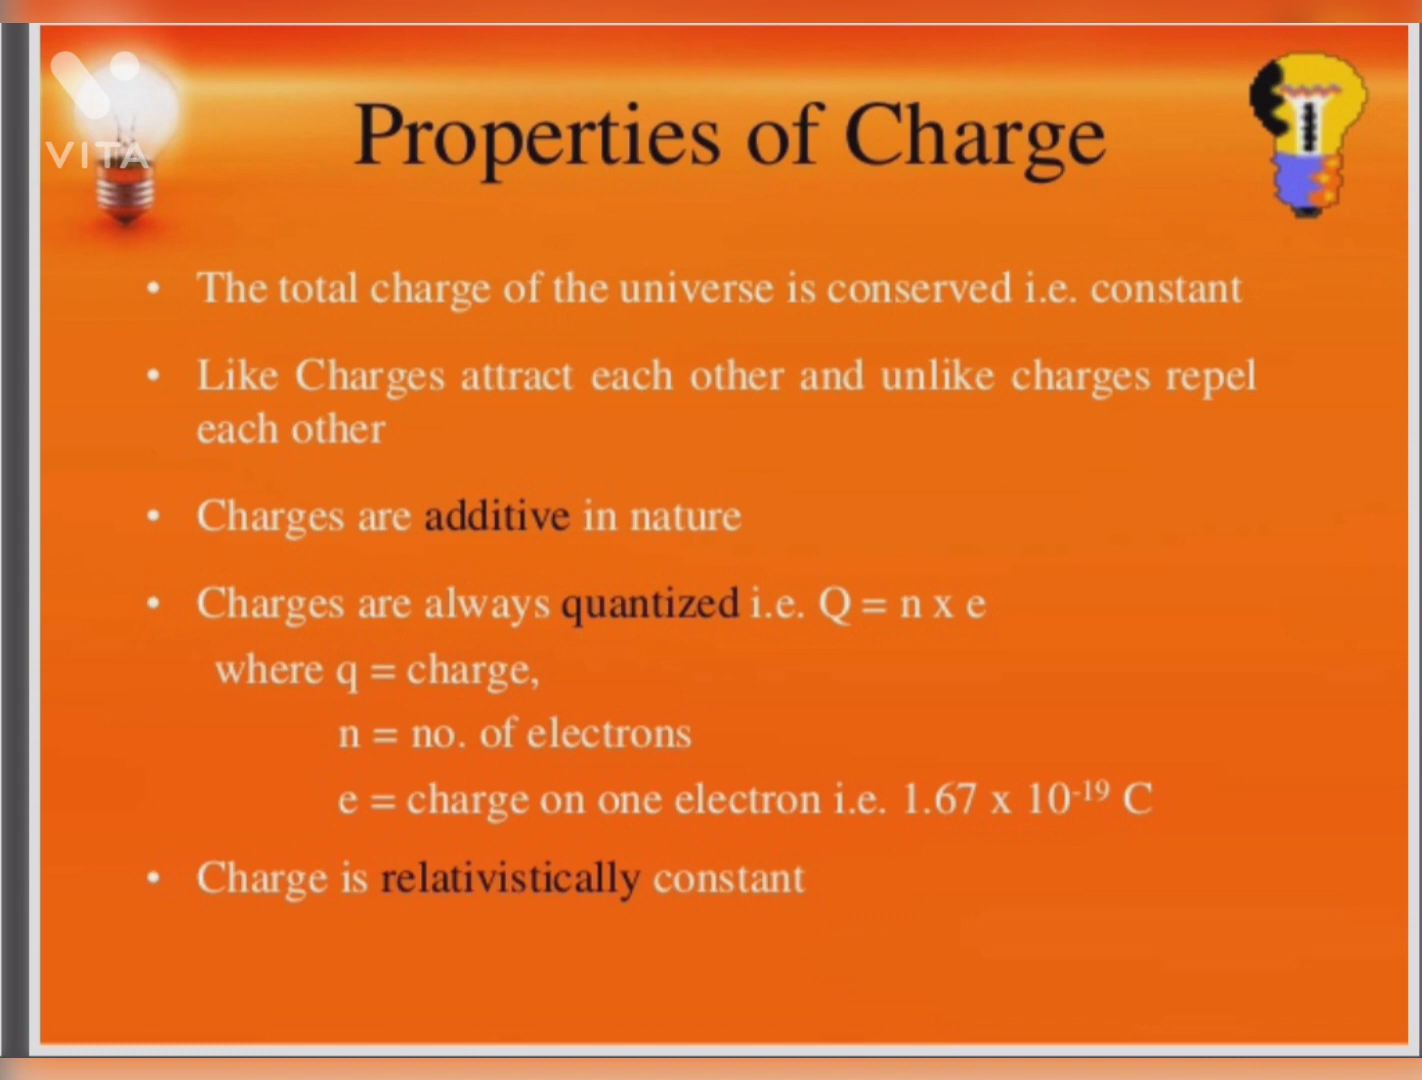 VITA
Properties of Charge
• The total charge of the universe is conserved i.e. constant
• Like Charges attract each other and unlike charges repel
each other
• Charges are additive in nature
• Charges are always quantized i.e. Q = n x e
where q = charge,
n = no. of electrons
e = charge on one electron i.e. 1.67 x 10⁻¹⁹ C
• Charge is relativistically constant